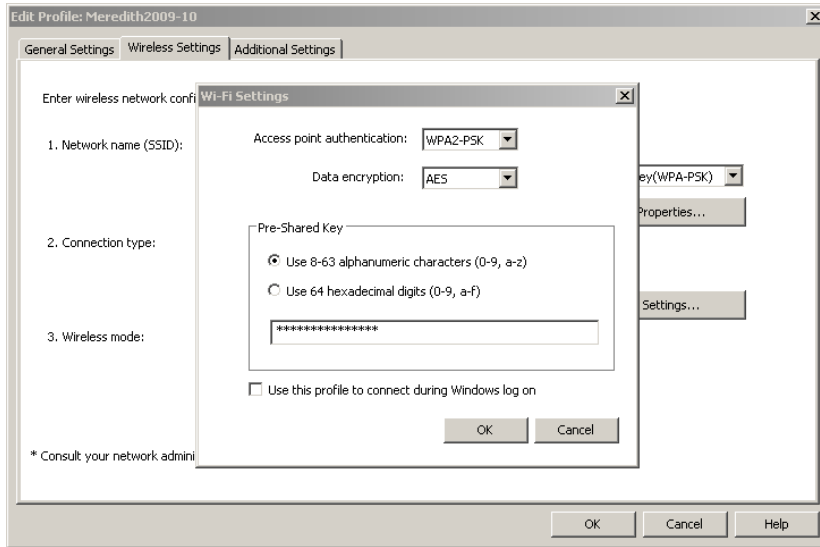 Edit Profile: Meredith2009-10
General Settings Wireless Settings Additional Settings
Enter wireless network confi
Wi-Fi Settings
1. Network name (SSID):
Access point authentication: WPA2-PSK
Data encryption: AES
ey(WPA-PSK)
Properties...
Pre-Shared Key
2. Connection type:
Use 8-63 alphanumeric characters (0-9, a-z)
Use 64 hexadecimal digits (0-9, a-f)
Settings...
***************
3. Wireless mode:
Use this profile to connect during Windows log on
OK Cancel
* Consult your network admini
OK Cancel Help